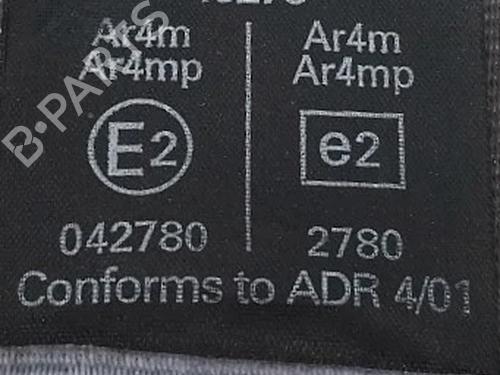 Ar4m Ar4m
Ar4mp Ar4mp
E2 e2
042780 2780
Conforms to ADR 4/01
B-PARTS